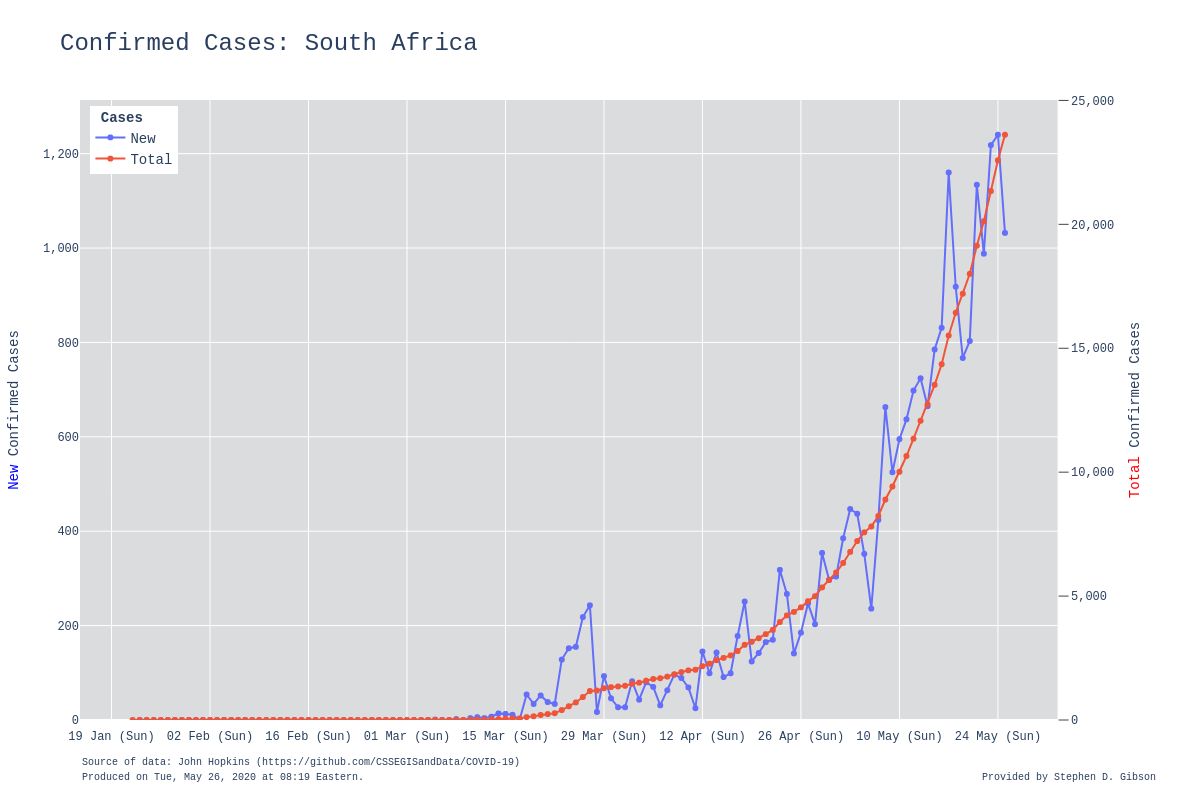 Confirmed Cases: South Africa
Cases
New
Total
1,200
1,000
800
600
400
200
0
25,000
20,000
15,000
10,000
5,000
0
New Confirmed Cases
Total Confirmed Cases
19 Jan (Sun) 02 Feb (Sun) 16 Feb (Sun) 01 Mar (Sun) 15 Mar (Sun) 29 Mar (Sun) 12 Apr (Sun) 26 Apr (Sun) 10 May (Sun) 24 May (Sun)
Source of data: John Hopkins (https://github.com/CSSEGISandData/COVID-19)
Produced on Tue, May 26, 2020 at 08:19 Eastern.
Provided by Stephen D. Gibson